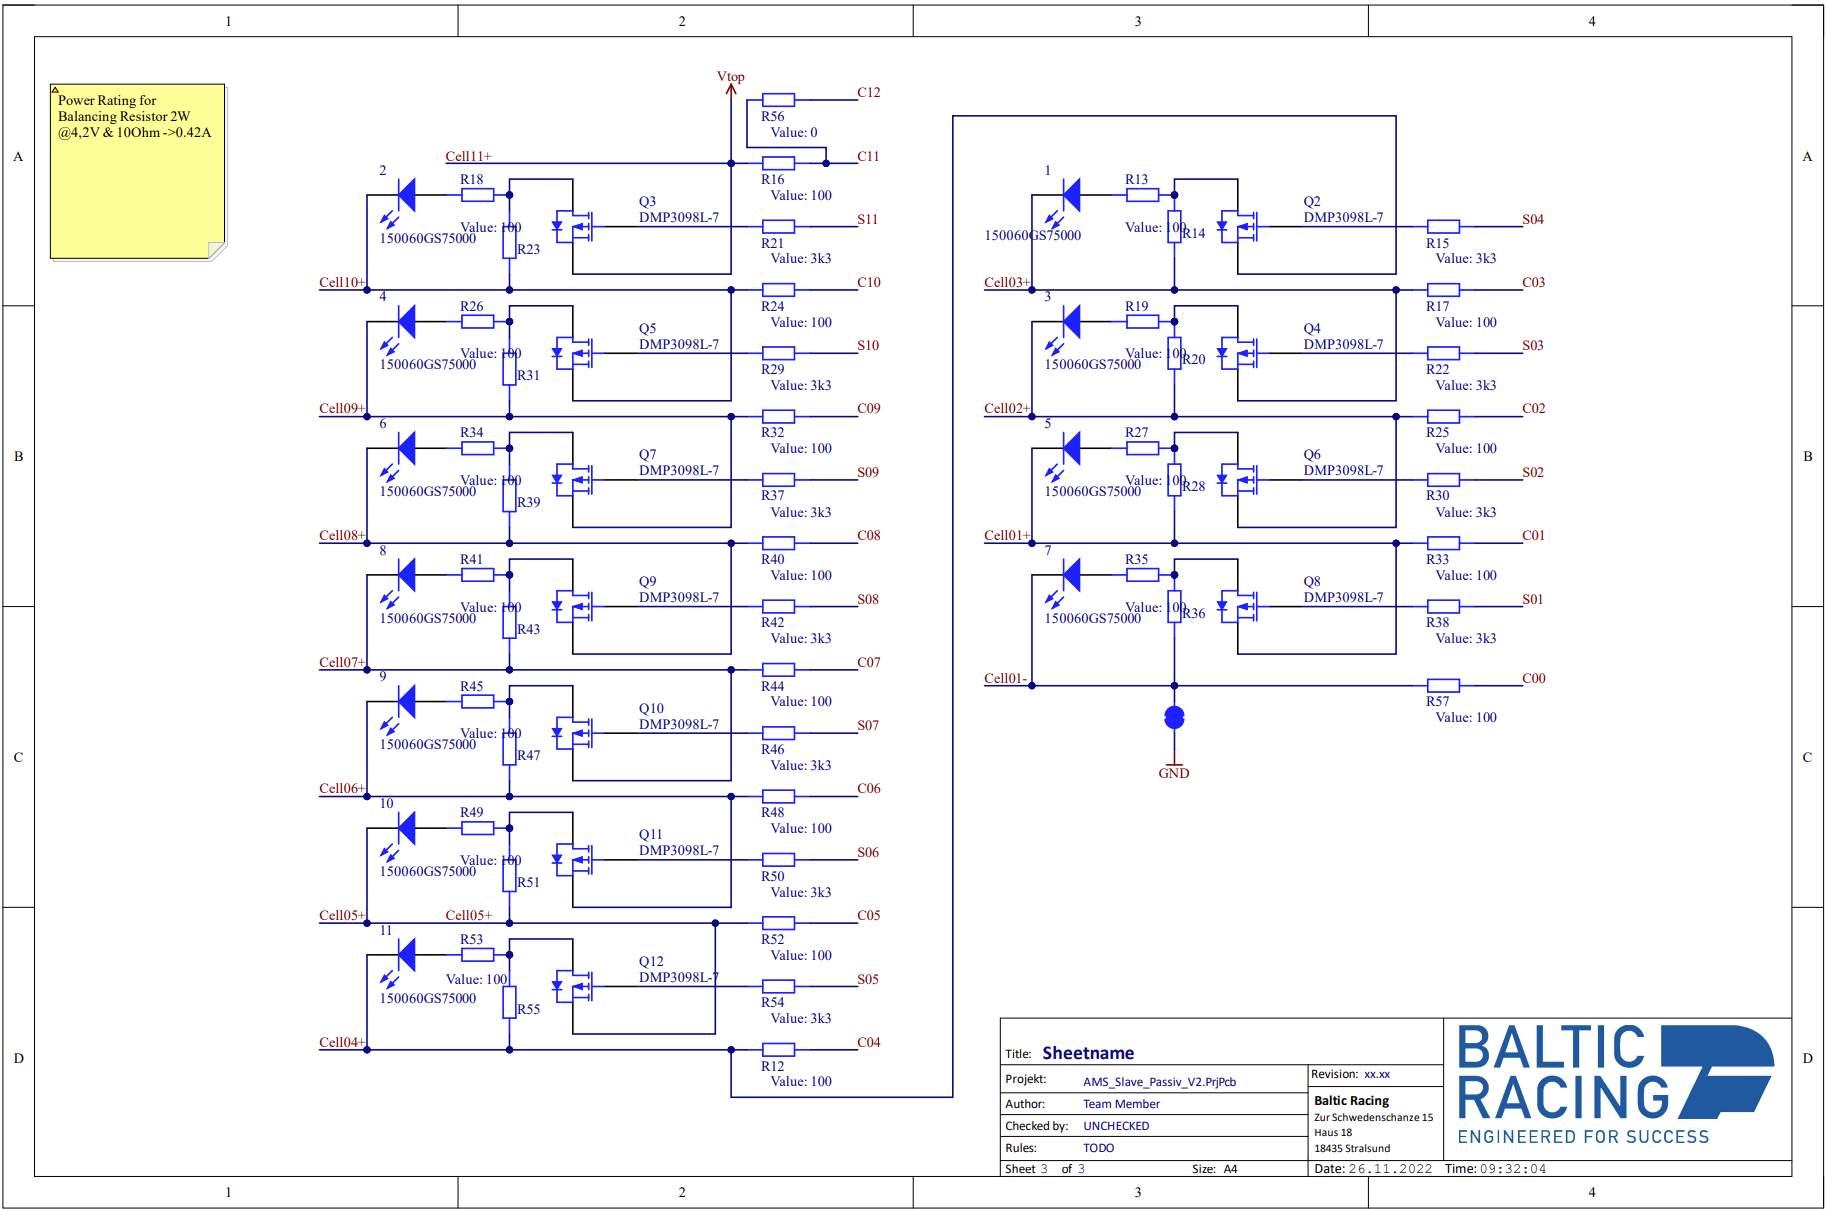 1
2
3
4
A
B
C
D
Power Rating for
Balancing Resistor 2W
@4,2V & 10Ohm ->0.42A
Vtop
C12
R56
Value: 0
Cell11+
C11
R16
Value: 100
2
R18
Value: 100
150060GS75000
R23
Q3
DMP3098L-7
S11
R21
Value: 3k3
Cell10+
C10
R24
Value: 100
4
R26
Value: 100
150060GS75000
R31
Q5
DMP3098L-7
S10
R29
Value: 3k3
Cell09+
C09
R32
Value: 100
6
R34
Value: 100
150060GS75000
R39
Q7
DMP3098L-7
S09
R37
Value: 3k3
Cell08+
C08
R40
Value: 100
8
R41
Value: 100
150060GS75000
R43
Q9
DMP3098L-7
S08
R42
Value: 3k3
Cell07+
C07
R44
Value: 100
9
R45
Value: 100
150060GS75000
R47
Q10
DMP3098L-7
S07
R46
Value: 3k3
Cell06+
C06
R48
Value: 100
10
R49
Value: 100
150060GS75000
R51
Q11
DMP3098L-7
S06
R50
Value: 3k3
Cell05+
Cell05+
C05
R52
Value: 100
11
R53
Value: 100
150060GS75000
R55
Q12
DMP3098L-7
S05
R54
Value: 3k3
Cell04+
C04
R12
Value: 100
1
R13
Value: 100
150060GS75000
R14
Q2
DMP3098L-7
S04
R15
Value: 3k3
Cell03+
C03
R17
Value: 100
3
R19
Value: 100
150060GS75000
R20
Q4
DMP3098L-7
S03
R22
Value: 3k3
Cell02+
C02
R25
Value: 100
5
R27
Value: 100
150060GS75000
R28
Q6
DMP3098L-7
S02
R30
Value: 3k3
Cell01+
C01
R33
Value: 100
7
R35
Value: 100
150060GS75000
R36
Q8
DMP3098L-7
S01
R38
Value: 3k3
Cell01-
C00
R57
Value: 100
GND
Title: Sheetname
Projekt: AMS_Slave_Passiv_V2.PrjPcb
Author: Team Member
Checked by: UNCHECKED
Rules: TODO
Sheet 3 of 3 Size: A4
Revision: xx.xx
Baltic Racing
Zur Schwedenschanze 15
Haus 18
18435 Stralsund
Date: 26.11.2022 Time: 09:32:04
BALTIC
RACING
ENGINEERED FOR SUCCESS
A
B
C
D
1
2
3
4